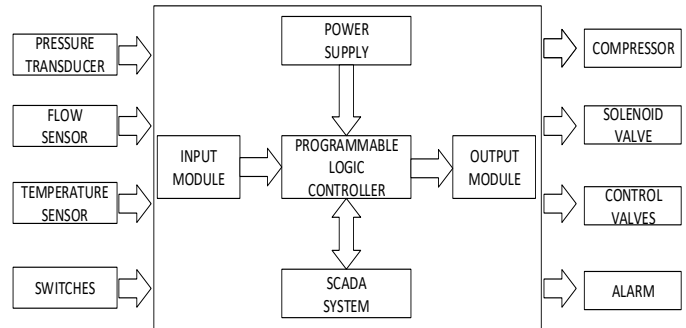 PRESSURE
TRANSDUCER
FLOW
SENSOR
TEMPERATURE
SENSOR
SWITCHES
POWER
SUPPLY
INPUT
MODULE
PROGRAMMABLE
LOGIC
CONTROLLER
OUTPUT
MODULE
SCADA
SYSTEM
COMPRESSOR
SOLENOID
VALVE
CONTROL
VALVES
ALARM